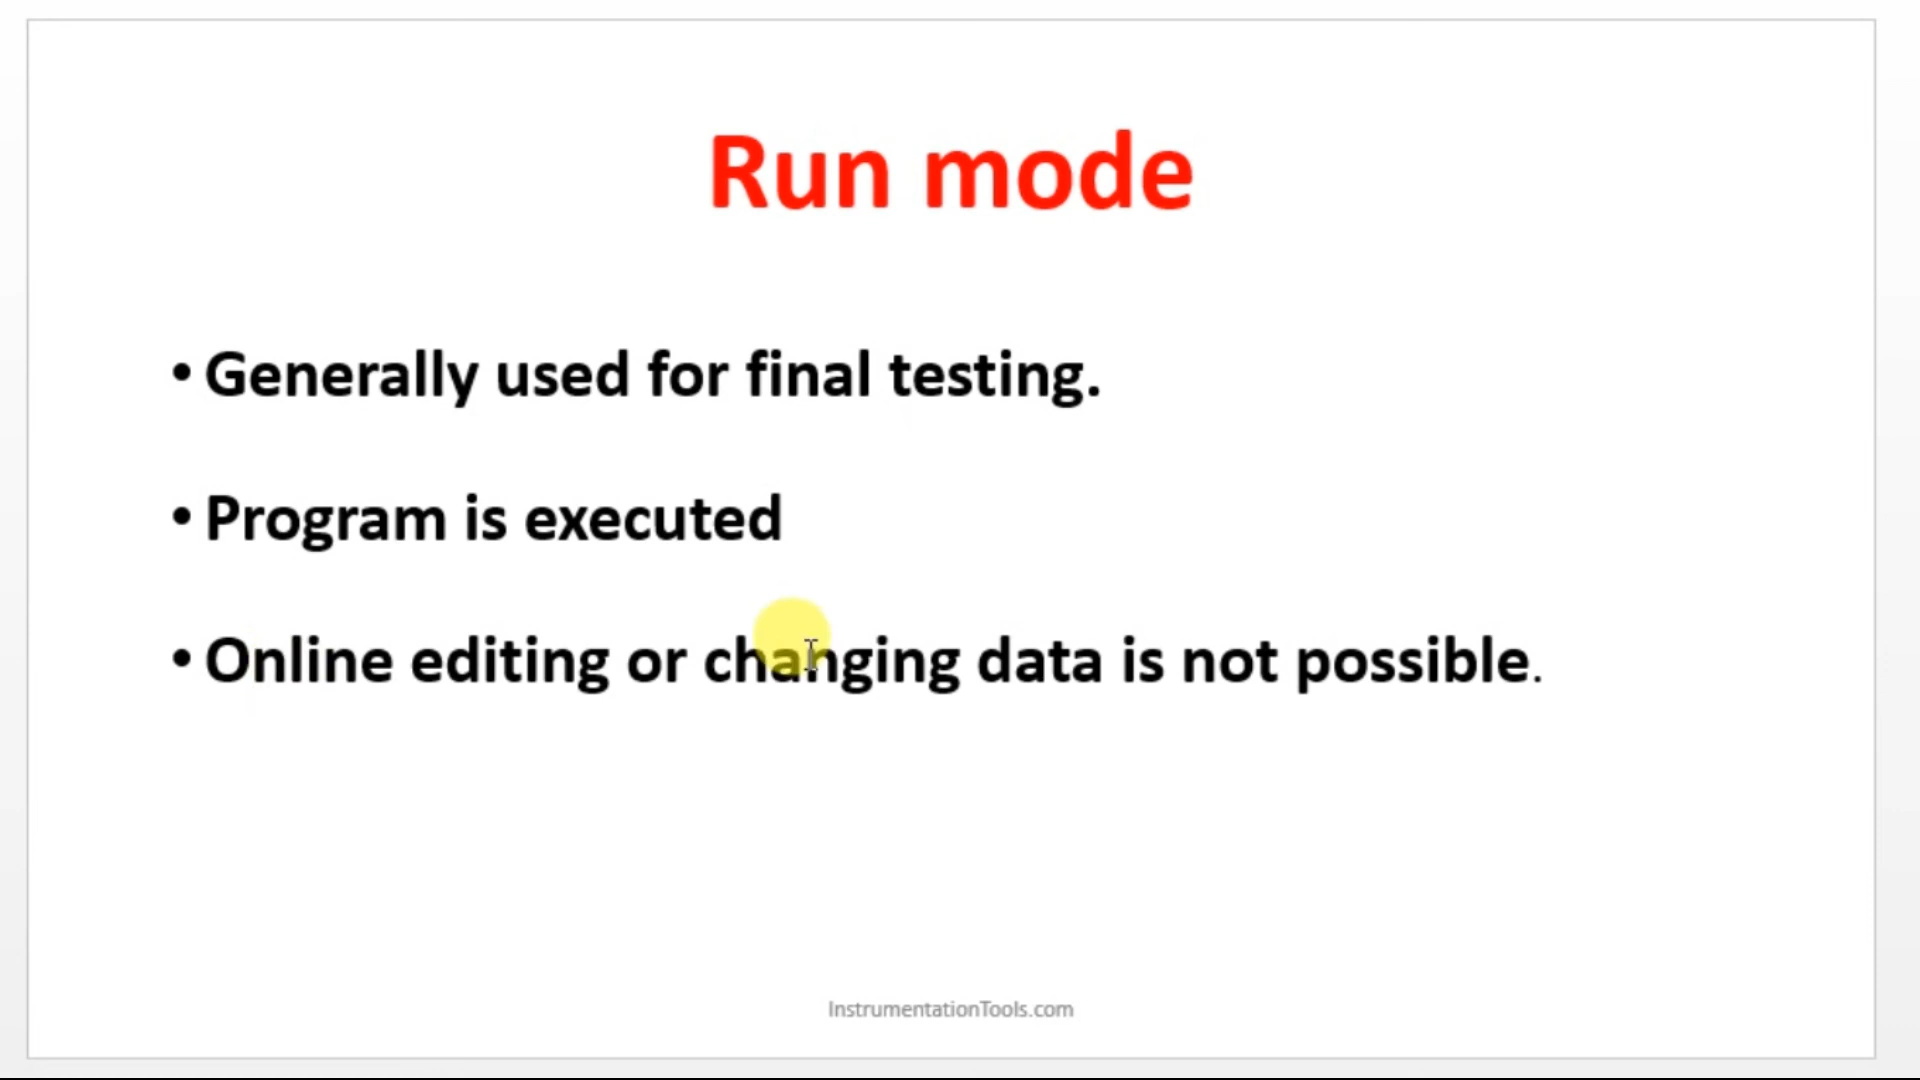 Run mode
• Generally used for final testing.
• Program is executed
• Online editing or changing data is not possible.
InstrumentationTools.com